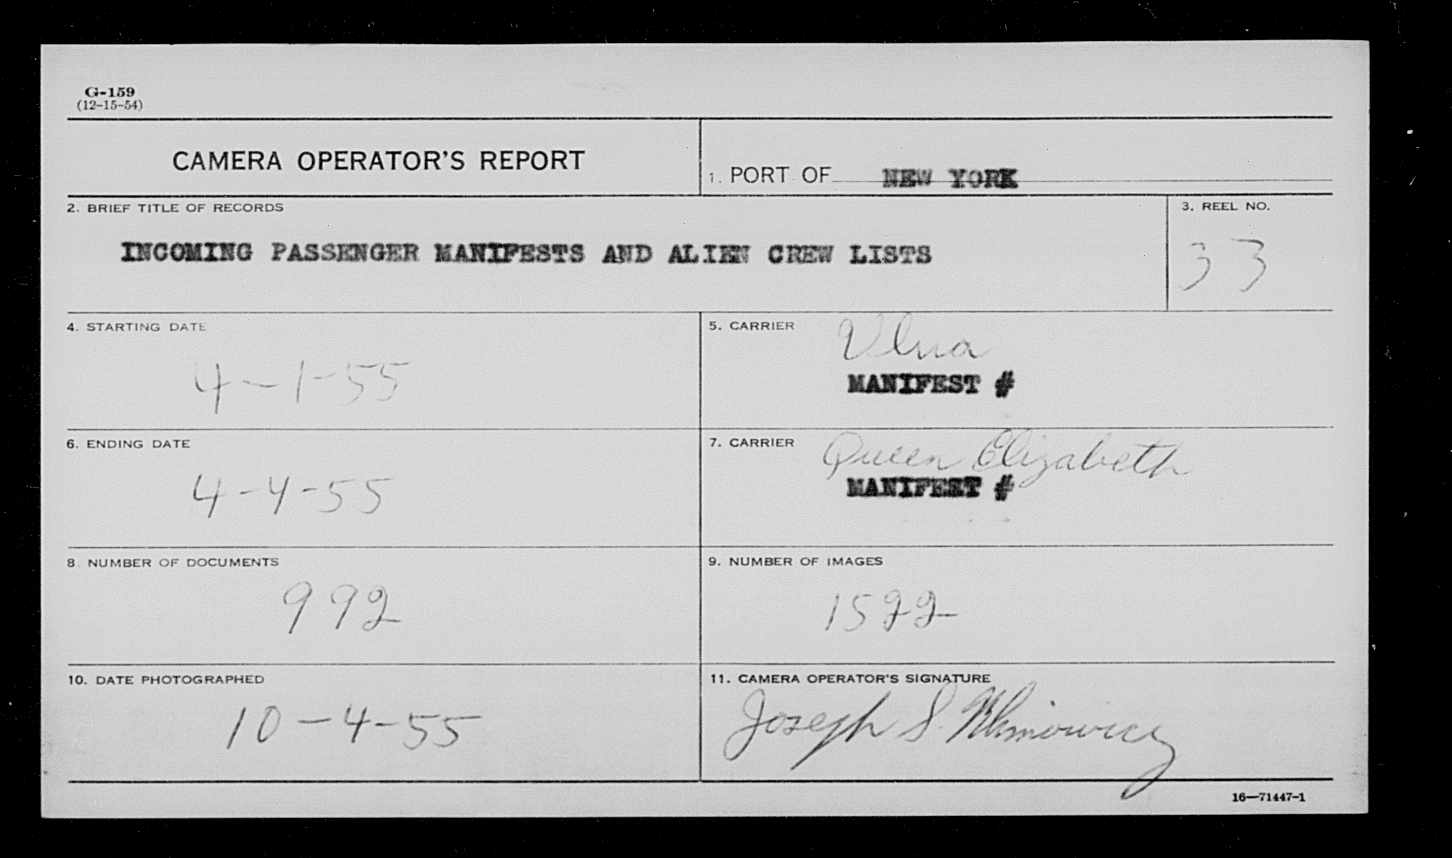 G-159
(12-15-54)
CAMERA OPERATOR'S REPORT
1. PORT OF NEW YORK
2. BRIEF TITLE OF RECORDS
INCOMING PASSENGER MANIFESTS AND ALIEN CREW LISTS
3. REEL NO.
33
4. STARTING DATE
4-1-55
5. CARRIER
MANIFEST #
6. ENDING DATE
4-4-55
7. CARRIER Queen Elizabeth
MANIFEST #
8. NUMBER OF DOCUMENTS
992
9. NUMBER OF IMAGES
1522
10. DATE PHOTOGRAPHED
10-4-55
11. CAMERA OPERATOR'S SIGNATURE
Joseph S.
16—71447-1